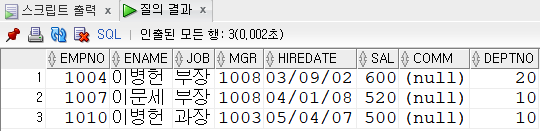 스크립트 출력 × 질의 결과 ×
SQL | 인출된 모든 행: 3(0,002초)
EMPNO ENAME JOB MGR HIREDATE SAL COMM DEPTNO
1 1004 이병헌 부장 1008 03/09/02 600 (null) 20
2 1007 이문세 부장 1008 04/01/08 520 (null) 10
3 1010 이병헌 과장 1003 05/04/07 500 (null) 10